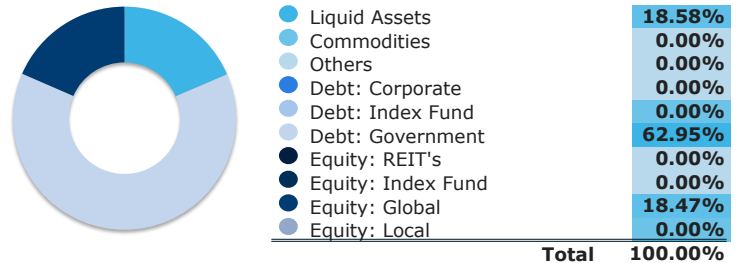 Liquid Assets 18.58%
Commodities 0.00%
Others 0.00%
Debt: Corporate 0.00%
Debt: Index Fund 0.00%
Debt: Government 62.95%
Equity: REIT's 0.00%
Equity: Index Fund 0.00%
Equity: Global 18.47%
Equity: Local 0.00%
Total 100.00%